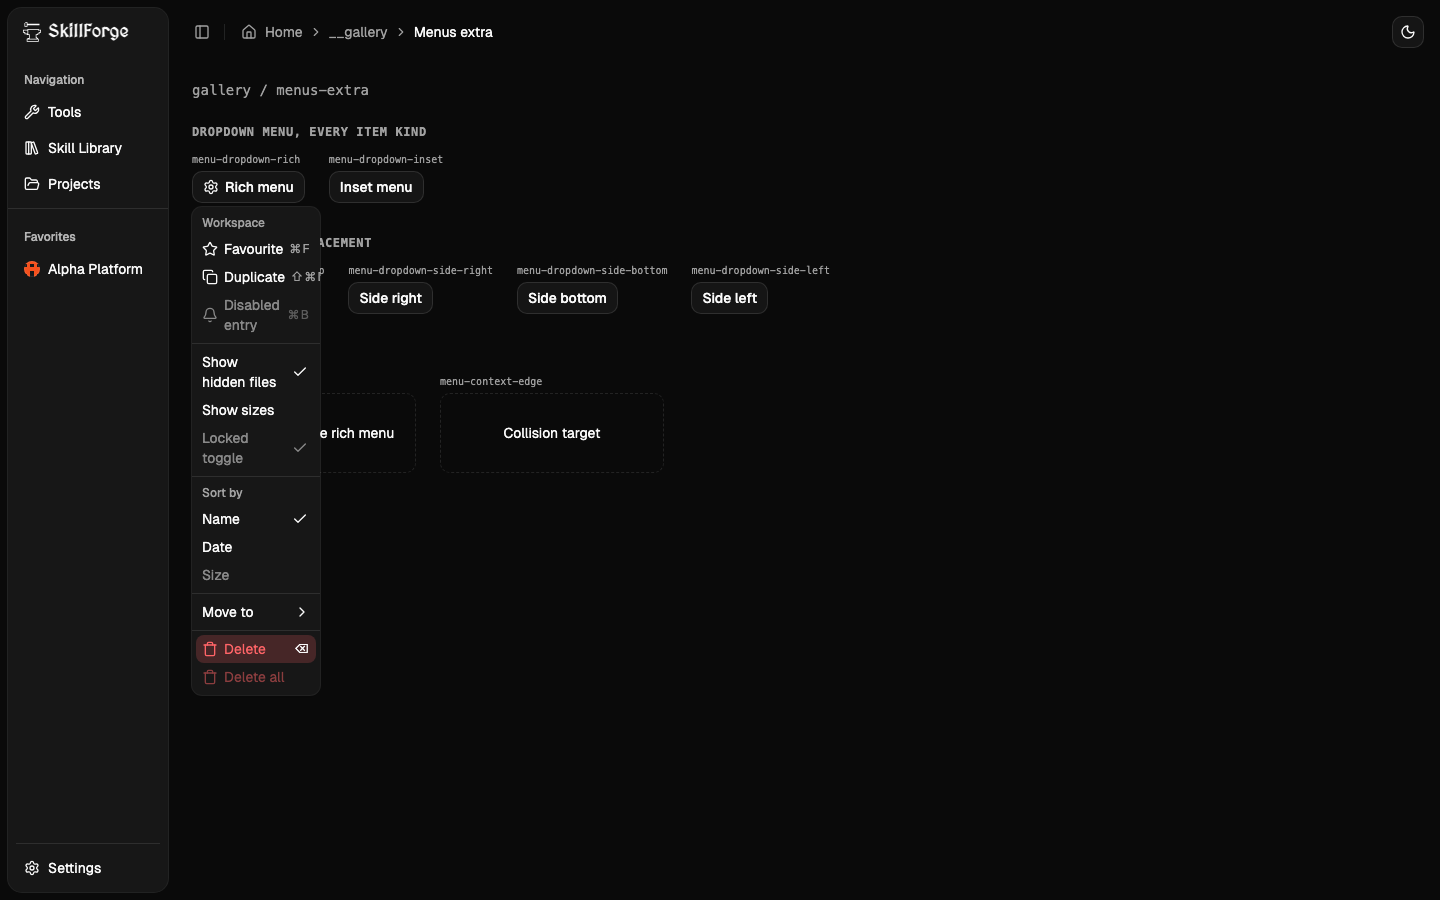 SkillForge
Home
__gallery
Menus extra
Navigation
Tools
Skill Library
Projects
Favorites
Alpha Platform
Settings
gallery / menus-extra
DROPDOWN MENU, EVERY ITEM KIND
menu-dropdown-rich
menu-dropdown-inset
Rich menu
Inset menu
Workspace
Favourite ⌘F
Duplicate ⇧⌘
Disabled
entry ⌘B
Show
hidden files
Show sizes
Locked
toggle
Sort by
Name
Date
Size
Move to
Delete ⌫
Delete all
menu-dropdown-side-right
menu-dropdown-side-bottom
menu-dropdown-side-left
Side right
Side bottom
Side left
menu-context-edge
rich menu
Collision target